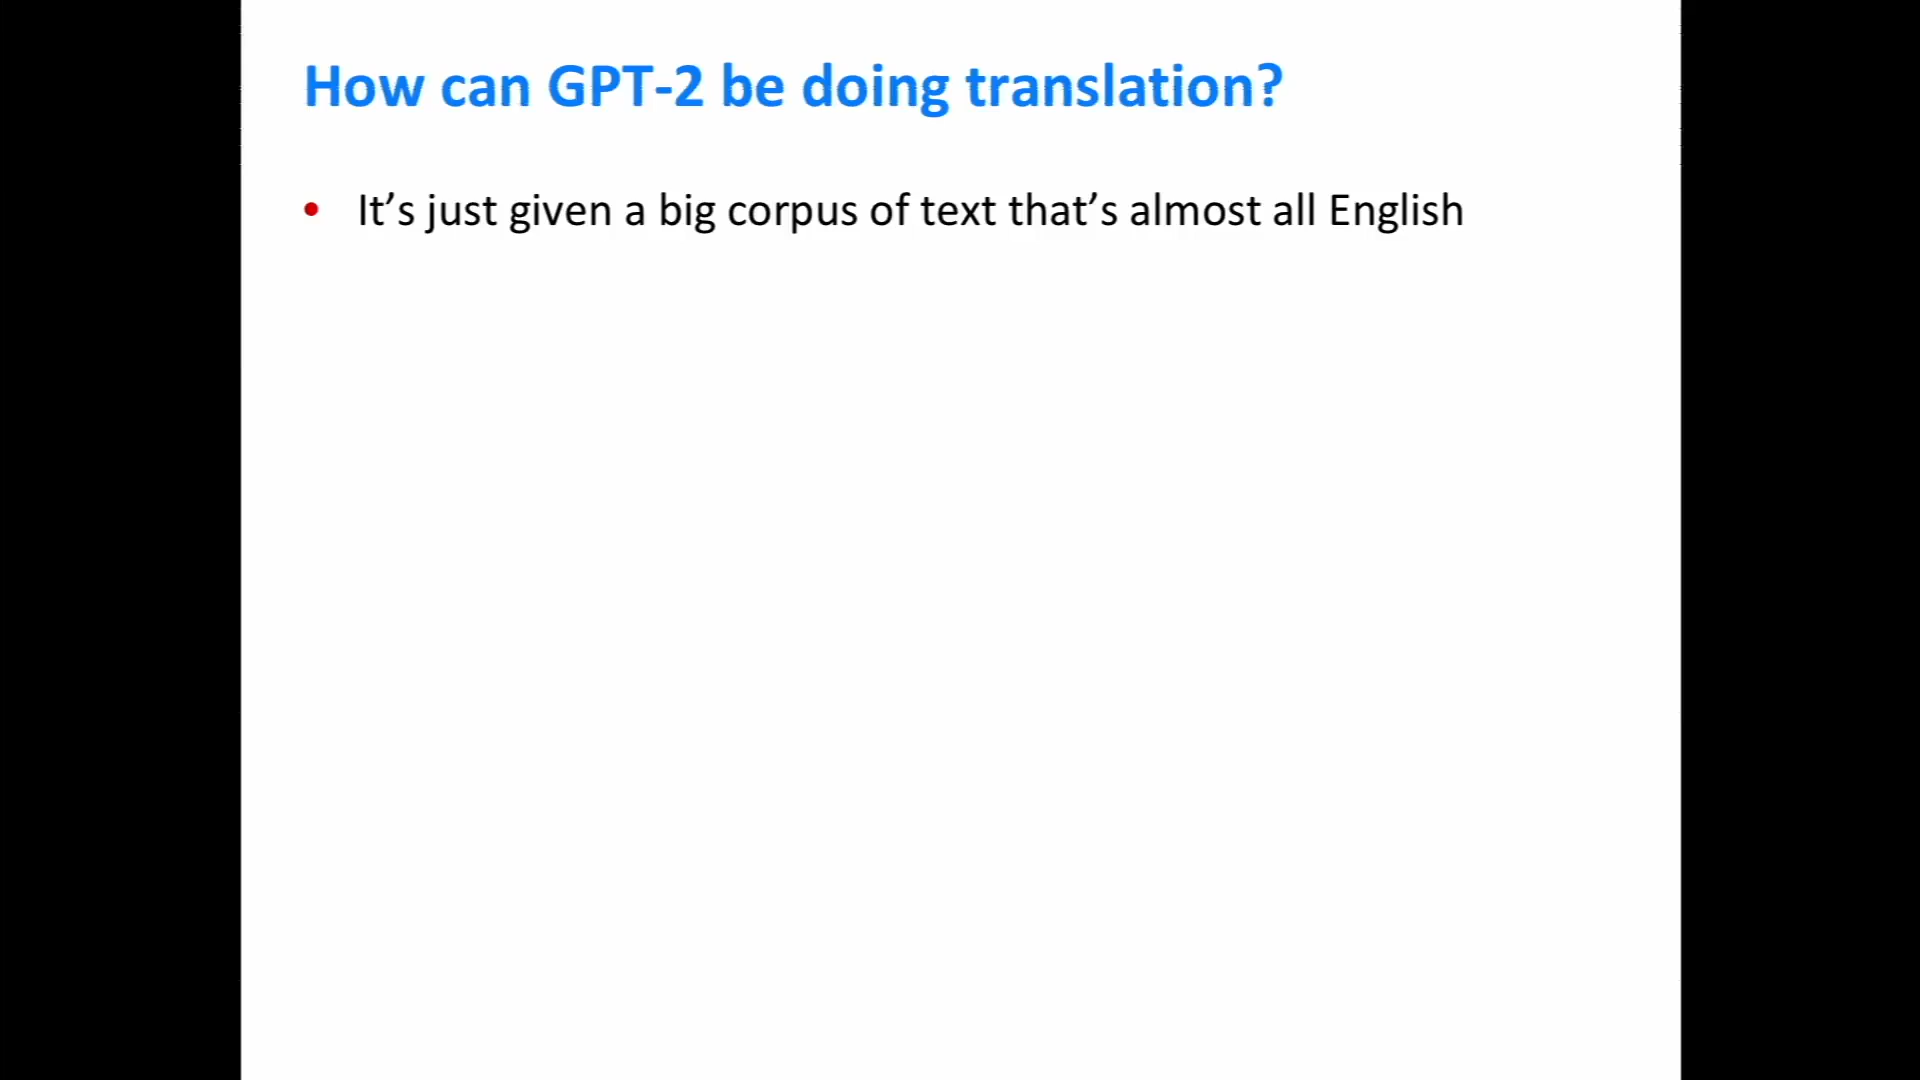 How can GPT-2 be doing translation?
• It’s just given a big corpus of text that’s almost all English